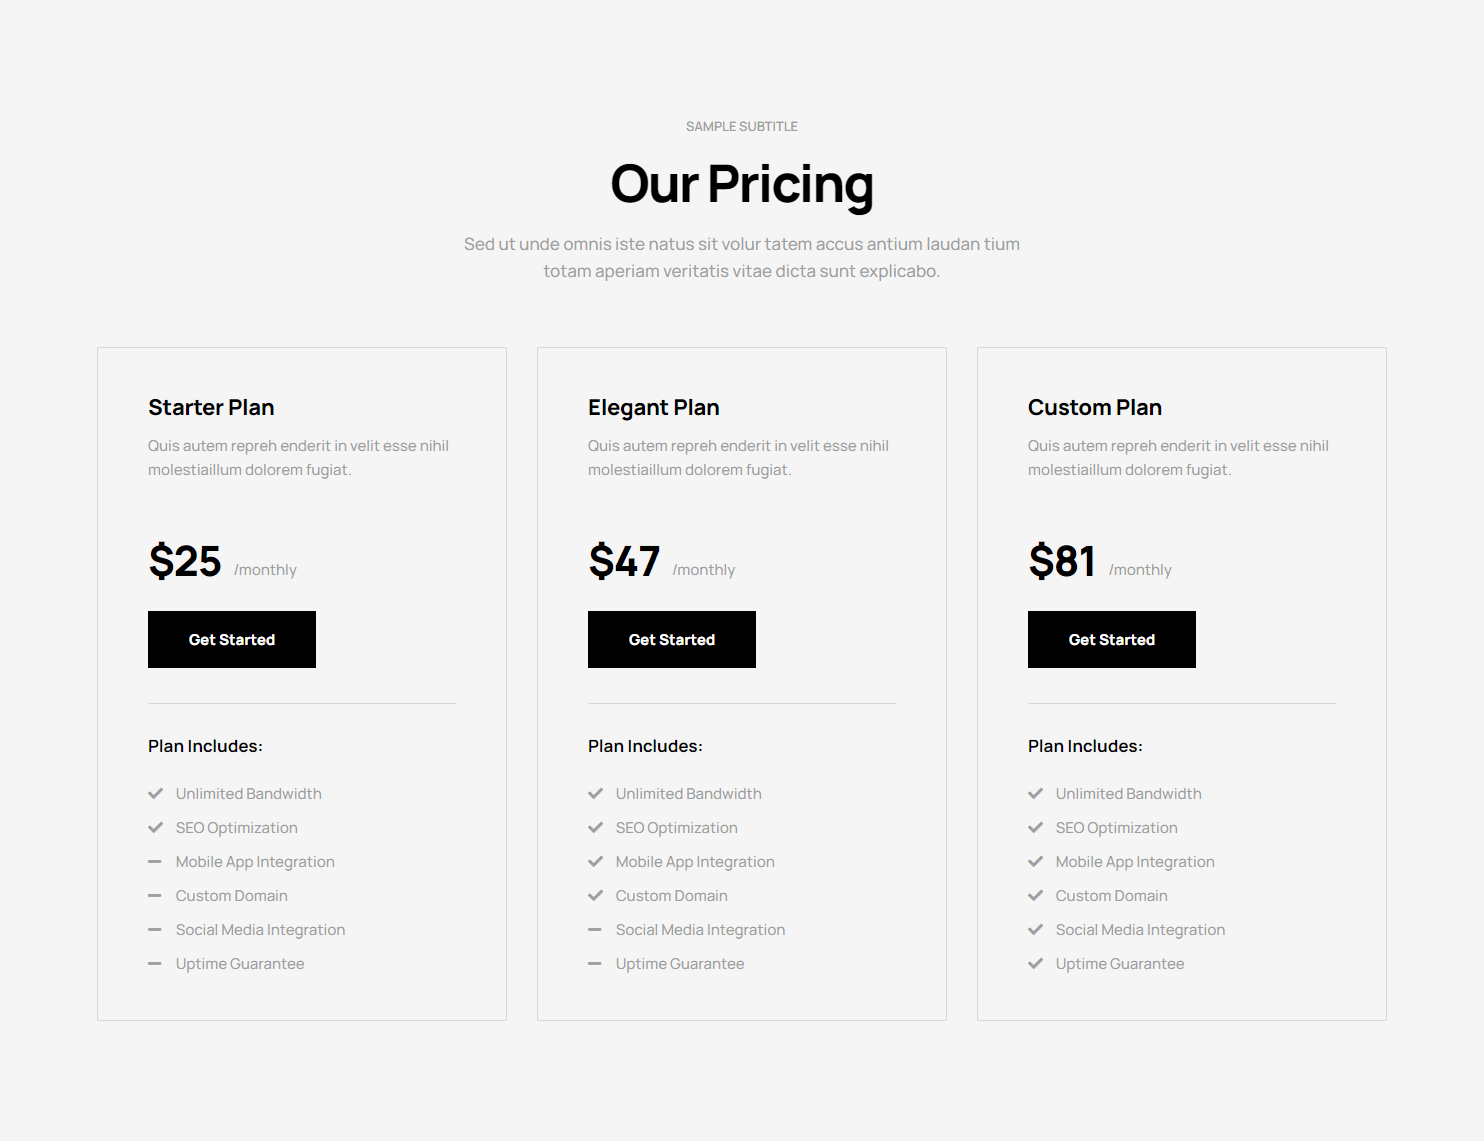 SAMPLE SUBTITLE
Our Pricing
Sed ut unde omnis iste natus sit volur tatem accus antium laudan tium
totam aperiam veritatis vitae dicta sunt explicabo.
Starter Plan
Quis autem repreh enderit in velit esse nihil
molestiaillum dolorem fugiat.
$25 /monthly
Get Started
Plan Includes:
Unlimited Bandwidth
SEO Optimization
Mobile App Integration
Custom Domain
Social Media Integration
Uptime Guarantee
Elegant Plan
Quis autem repreh enderit in velit esse nihil
molestiaillum dolorem fugiat.
$47 /monthly
Get Started
Plan Includes:
Unlimited Bandwidth
SEO Optimization
Mobile App Integration
Custom Domain
Social Media Integration
Uptime Guarantee
Custom Plan
Quis autem repreh enderit in velit esse nihil
molestiaillum dolorem fugiat.
$81 /monthly
Get Started
Plan Includes:
Unlimited Bandwidth
SEO Optimization
Mobile App Integration
Custom Domain
Social Media Integration
Uptime Guarantee